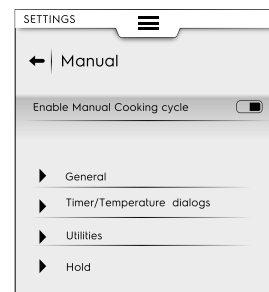 SETTINGS
Manual
Enable Manual Cooking cycle
General
Timer/Temperature dialogs
Utilities
Hold